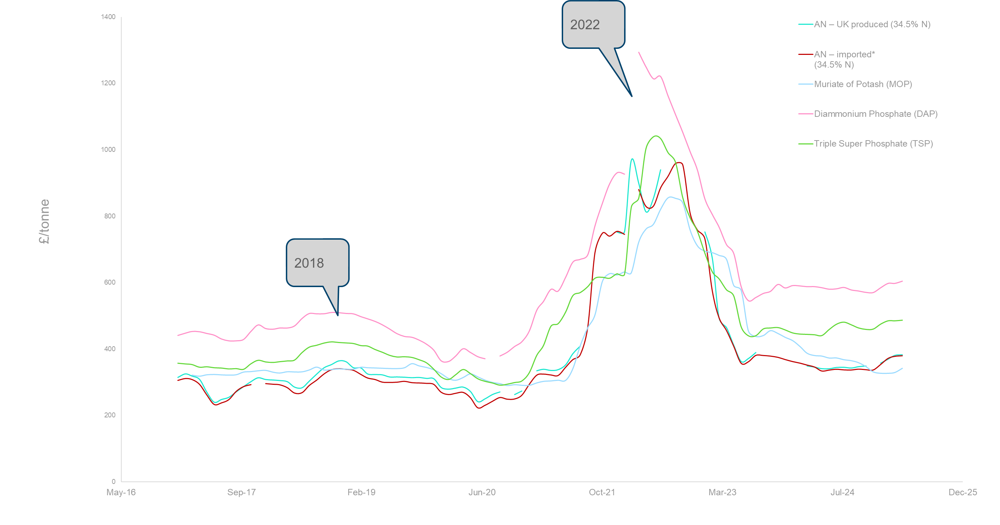 2022
1400
1200
1000
800
600
400
200
0
£/tonne
2018
AN – UK produced (34.5% N)
AN – imported*
(34.5% N)
Muriate of Potash (MOP)
Diammonium Phosphate (DAP)
Triple Super Phosphate (TSP)
May-16
Sep-17
Feb-19
Jun-20
Oct-21
Mar-23
Jul-24
Dec-25